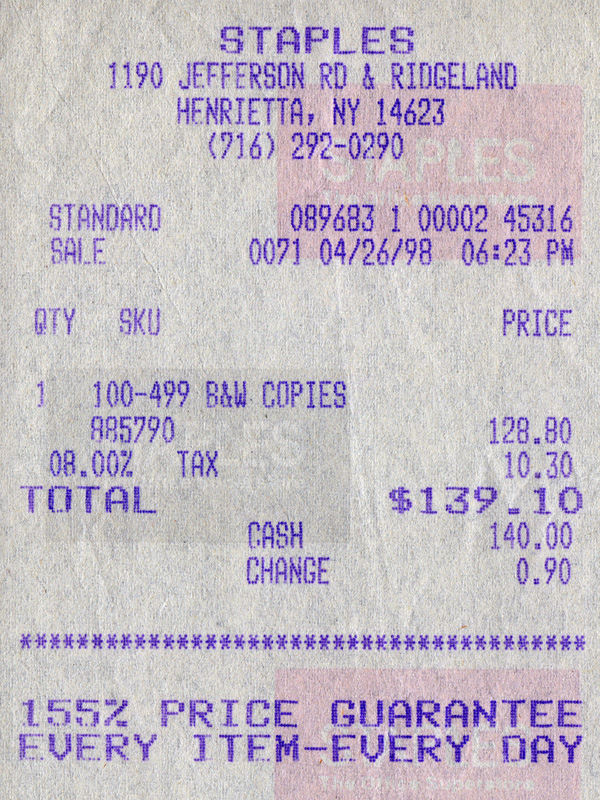 STAPLES
1190 JEFFERSON RD & RIDGELAND
HENRIETTA, NY 14623
(716) 292-0290
STAPLES
STANDARD 089683 1 00002 45316
SALE 0071 04/26/98 06:23 PM
QTY SKU PRICE
1 100-499 B&W COPIES
885790 128.80
08.00% TAX 10.30
TOTAL $139.10
CASH 140.00
CHANGE 0.90
***************************************
155% PRICE GUARANTEE
EVERY ITEM-EVERY DAY